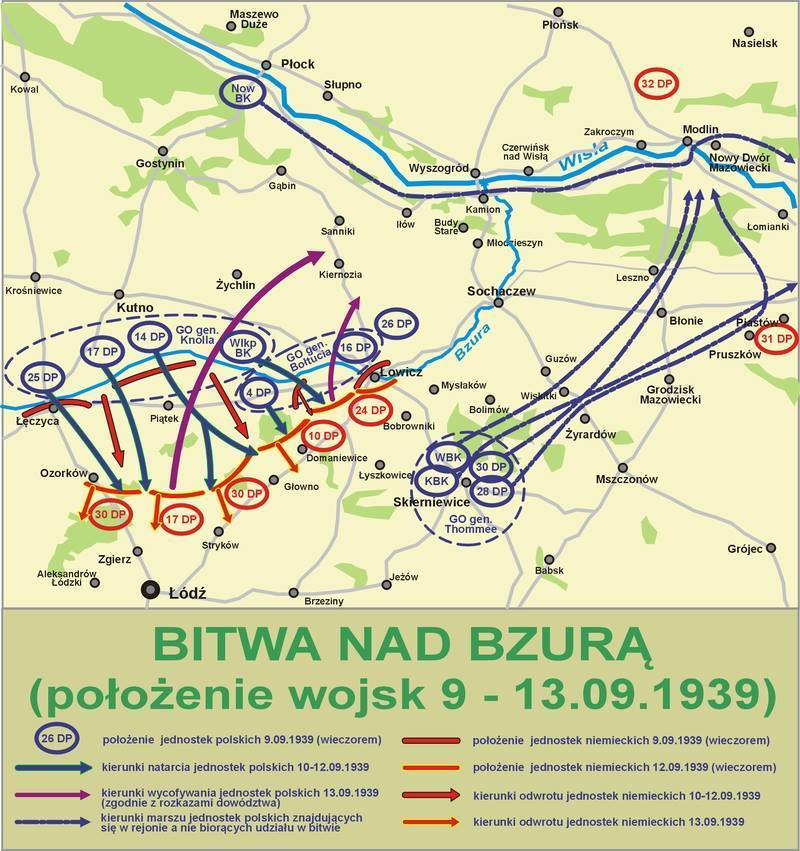 Maszewo
Duże
Płońsk
Nasielsk
Płock
Kowal
Now
BK
Słupno
32 DP
Zakroczym
Modlin
Wisła
Czerwińsk
nad Wisłą
Nowy Dwór
Mazowiecki
Gostynin
Wyszogród
Gąbin
Kamion
Iłów
Budy
Stare
Łomianki
Sanniki
Młodzieszyn
Kiernozia
Leszno
Krośniewice
Żychlin
Sochaczew
Kutno
Błonie
Piastów
Pruszków
31 DP
GO gen.
Knolla
14 DP
17 DP
25 DP
Wlkp
BK
GO gen.
Bołtucia
16 DP
26 DP
Bzura
4 DP
Łowicz
Guzów
Mysłaków
Wiskitki
Grodzisk
Mazowiecki
Łęczyca
Piątek
24 DP
Bolimów
Bobrowniki
10 DP
Żyrardów
Domaniewice
WBK
30 DP
KBK
28 DP
Łyszkowice
Mszczonów
Ozorków
Głowno
30 DP
Skierniewice
30 DP
17 DP
GO gen.
Thommee
Stryków
Grójec
Zgierz
Babsk
Aleksandrów
Łódzki
Jeżów
Łódź
Brzeziny
BITWA NAD BZURĄ
(położenie wojsk 9 - 13.09.1939)
26 DP
położenie jednostek polskich 9.09.1939 (wieczorem)
kierunki natarcia jednostek polskich 10-12.09.1939
kierunki wycofywania jednostek polskich 13.09.1939
(zgodnie z rozkazami dowództwa)
kierunki marszu jednostek polskich znajdujących
się w rejonie a nie biorących udziału w bitwie
położenie jednostek niemieckich 9.09.1939 (wieczorem)
położenie jednostek niemieckich 12.09.1939 (wieczorem)
kierunki odwrotu jednostek niemieckich 10-12.09.1939
kierunki odwrotu jednostek niemieckich 13.09.1939